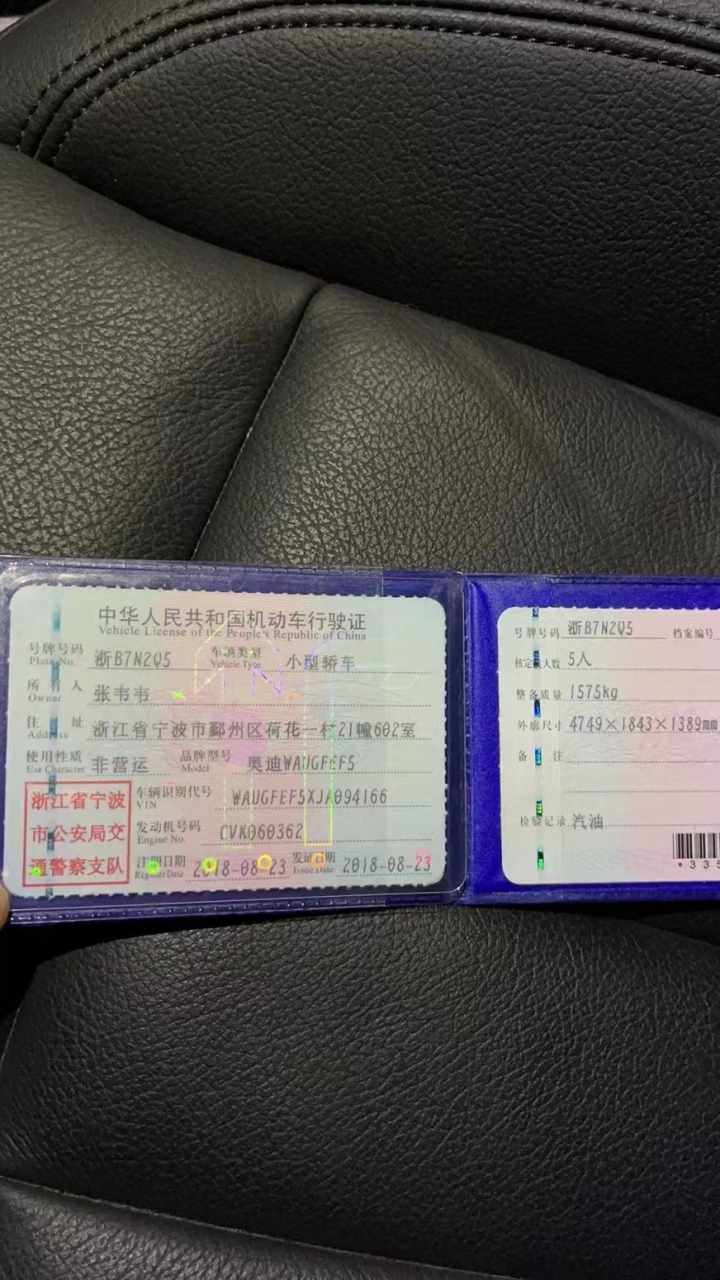 中华人民共和国机动车行驶证
Vehicle License of the People's Republic of China
号牌号码 浙B7N2Q5 车辆类型 小型轿车
Plate No. Vehicle Type
所有人 张韦韦
Owner
住址 浙江省宁波市鄞州区荷花一村21幢602室
Address
使用性质 非营运 品牌型号 奥迪WAUGFEF5
Use Character Model
浙江省宁波
市公安局交
通警察支队
车辆识别代号 WAUGFEF5XJA094166
VIN
发动机号码 CVK060362
Engine No.
注册日期 2018-08-23 发证日期 2018-08-23
Register Date Issue Date
号牌号码 浙B7N2Q5 档案编号
核定载人数 5人
整备质量 1575kg
外廓尺寸 4749×1843×1389mm
备注
检验记录 汽油
*335